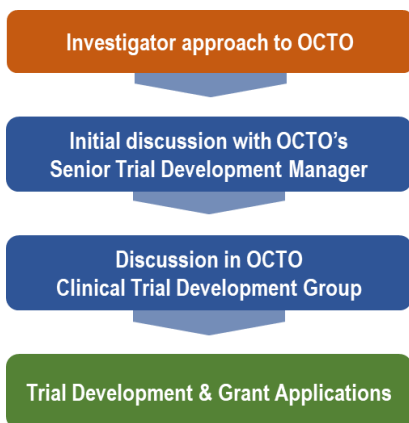 Investigator approach to OCTO
Initial discussion with OCTO's
Senior Trial Development Manager
Discussion in OCTO
Clinical Trial Development Group
Trial Development & Grant Applications